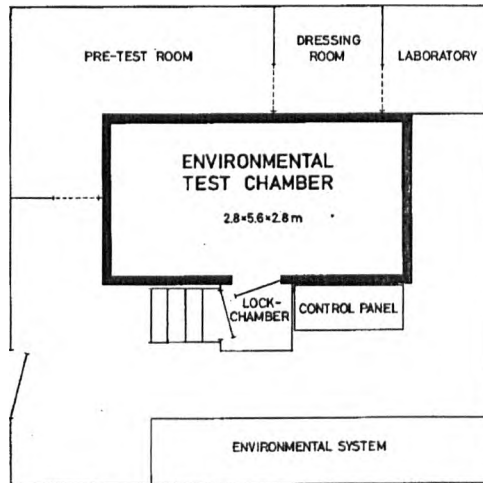 PRE-TEST ROOM
DRESSING
ROOM
LABORATORY
ENVIRONMENTAL
TEST CHAMBER
2.8×5.6×2.8 m
LOCK-
CHAMBER
CONTROL PANEL
ENVIRONMENTAL SYSTEM